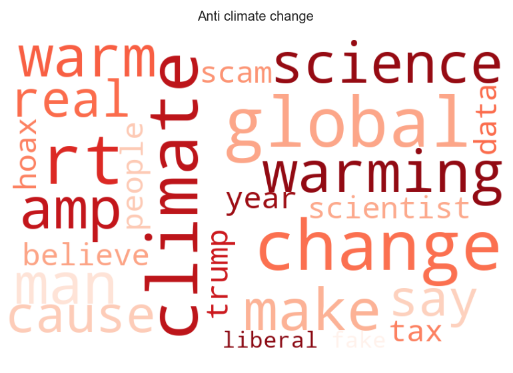 Anti climate change
warm
scam
science
real
climate
global
data
hoax
rt
people
warming
amp
year
scientist
believe
trump
change
man
make
say
cause
tax
liberal
fake